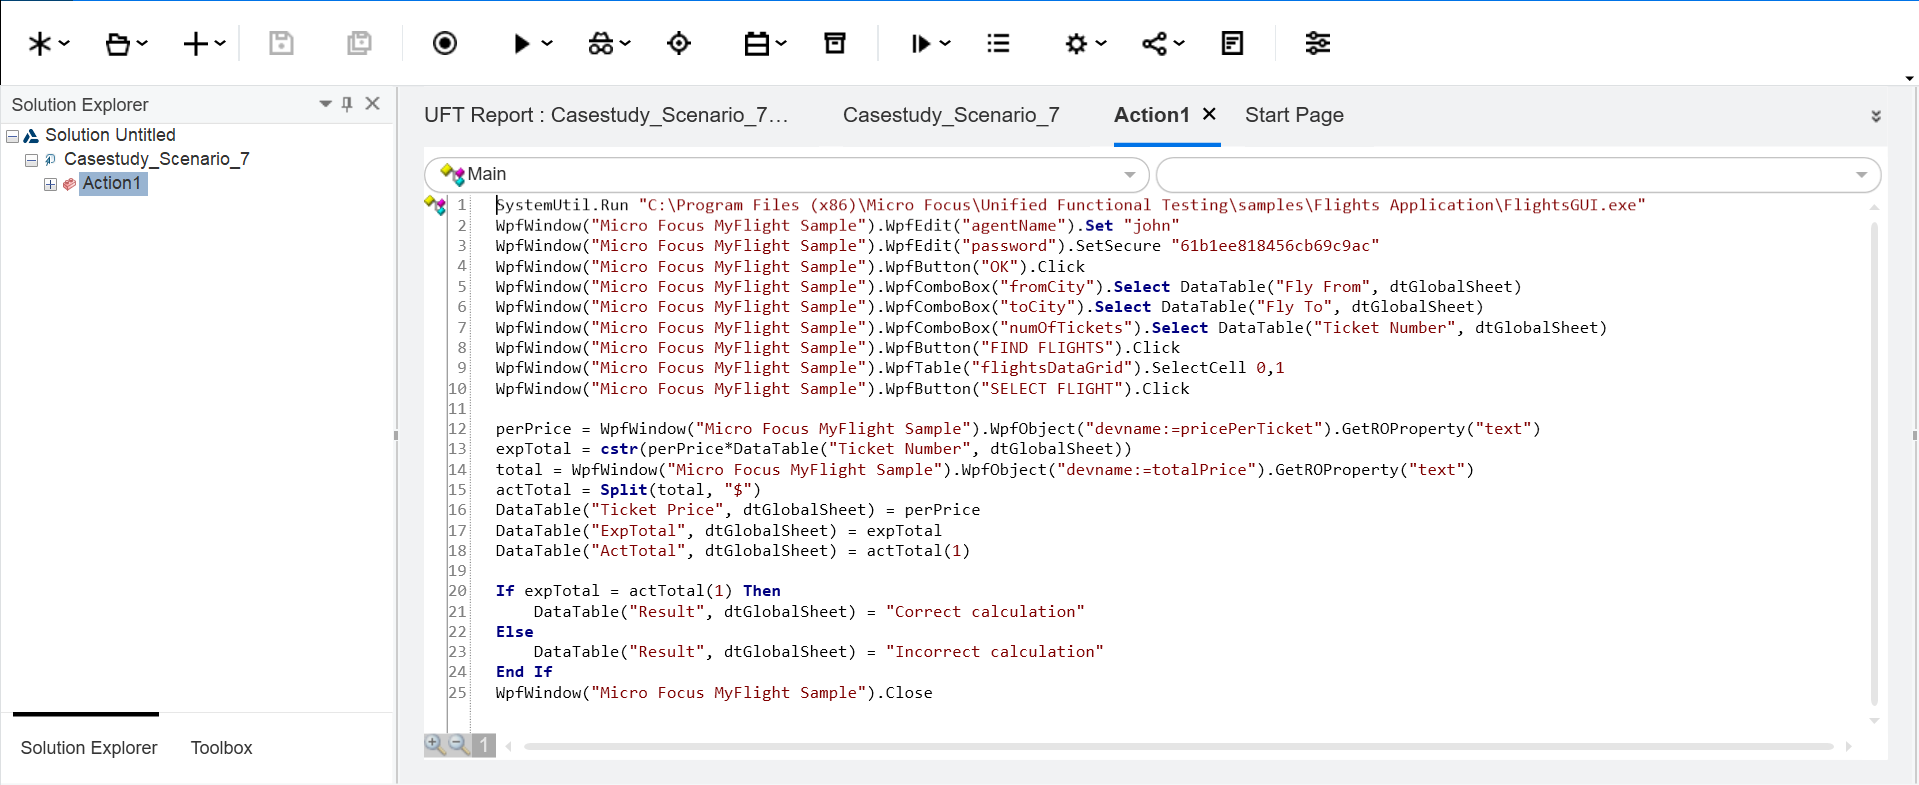 Solution Explorer
Solution Untitled
Casestudy_Scenario_7
Action1
Solution Explorer Toolbox
UFT Report : Casestudy_Scenario_7... Casestudy_Scenario_7 Action1 Start Page
Main
1 SystemUtil.Run "C:\Program Files (x86)\Micro Focus\Unified Functional Testing\samples\Flights Application\FlightsGUI.exe"
2 WpfWindow("Micro Focus MyFlight Sample").WpfEdit("agentName").Set "john"
3 WpfWindow("Micro Focus MyFlight Sample").WpfEdit("password").SetSecure "61b1ee818456cb69c9ac"
4 WpfWindow("Micro Focus MyFlight Sample").WpfButton("OK").Click
5 WpfWindow("Micro Focus MyFlight Sample").WpfComboBox("fromCity").Select DataTable("Fly From", dtGlobalSheet)
6 WpfWindow("Micro Focus MyFlight Sample").WpfComboBox("toCity").Select DataTable("Fly To", dtGlobalSheet)
7 WpfWindow("Micro Focus MyFlight Sample").WpfComboBox("numOfTickets").Select DataTable("Ticket Number", dtGlobalSheet)
8 WpfWindow("Micro Focus MyFlight Sample").WpfButton("FIND FLIGHTS").Click
9 WpfWindow("Micro Focus MyFlight Sample").WpfTable("flightsDataGrid").SelectCell 0,1
10 WpfWindow("Micro Focus MyFlight Sample").WpfButton("SELECT FLIGHT").Click
11
12 perPrice = WpfWindow("Micro Focus MyFlight Sample").WpfObject("devname:=pricePerTicket").GetROProperty("text")
13 expTotal = cstr(perPrice*DataTable("Ticket Number", dtGlobalSheet))
14 total = WpfWindow("Micro Focus MyFlight Sample").WpfObject("devname:=totalPrice").GetROProperty("text")
15 actTotal = Split(total, "$")
16 DataTable("Ticket Price", dtGlobalSheet) = perPrice
17 DataTable("ExpTotal", dtGlobalSheet) = expTotal
18 DataTable("ActTotal", dtGlobalSheet) = actTotal(1)
19
20 If expTotal = actTotal(1) Then
21 DataTable("Result", dtGlobalSheet) = "Correct calculation"
22 Else
23 DataTable("Result", dtGlobalSheet) = "Incorrect calculation"
24 End If
25 WpfWindow("Micro Focus MyFlight Sample").Close
1